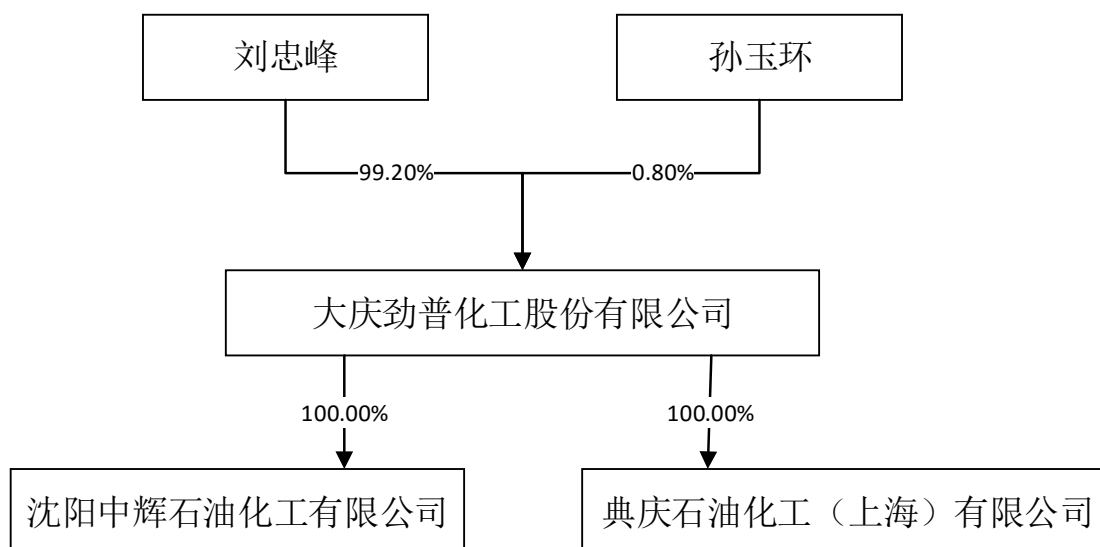 刘忠峰
孙玉环
99.20%
0.80%
大庆劲普化工股份有限公司
100.00%
100.00%
沈阳中辉石油化工有限公司
典庆石油化工（上海）有限公司